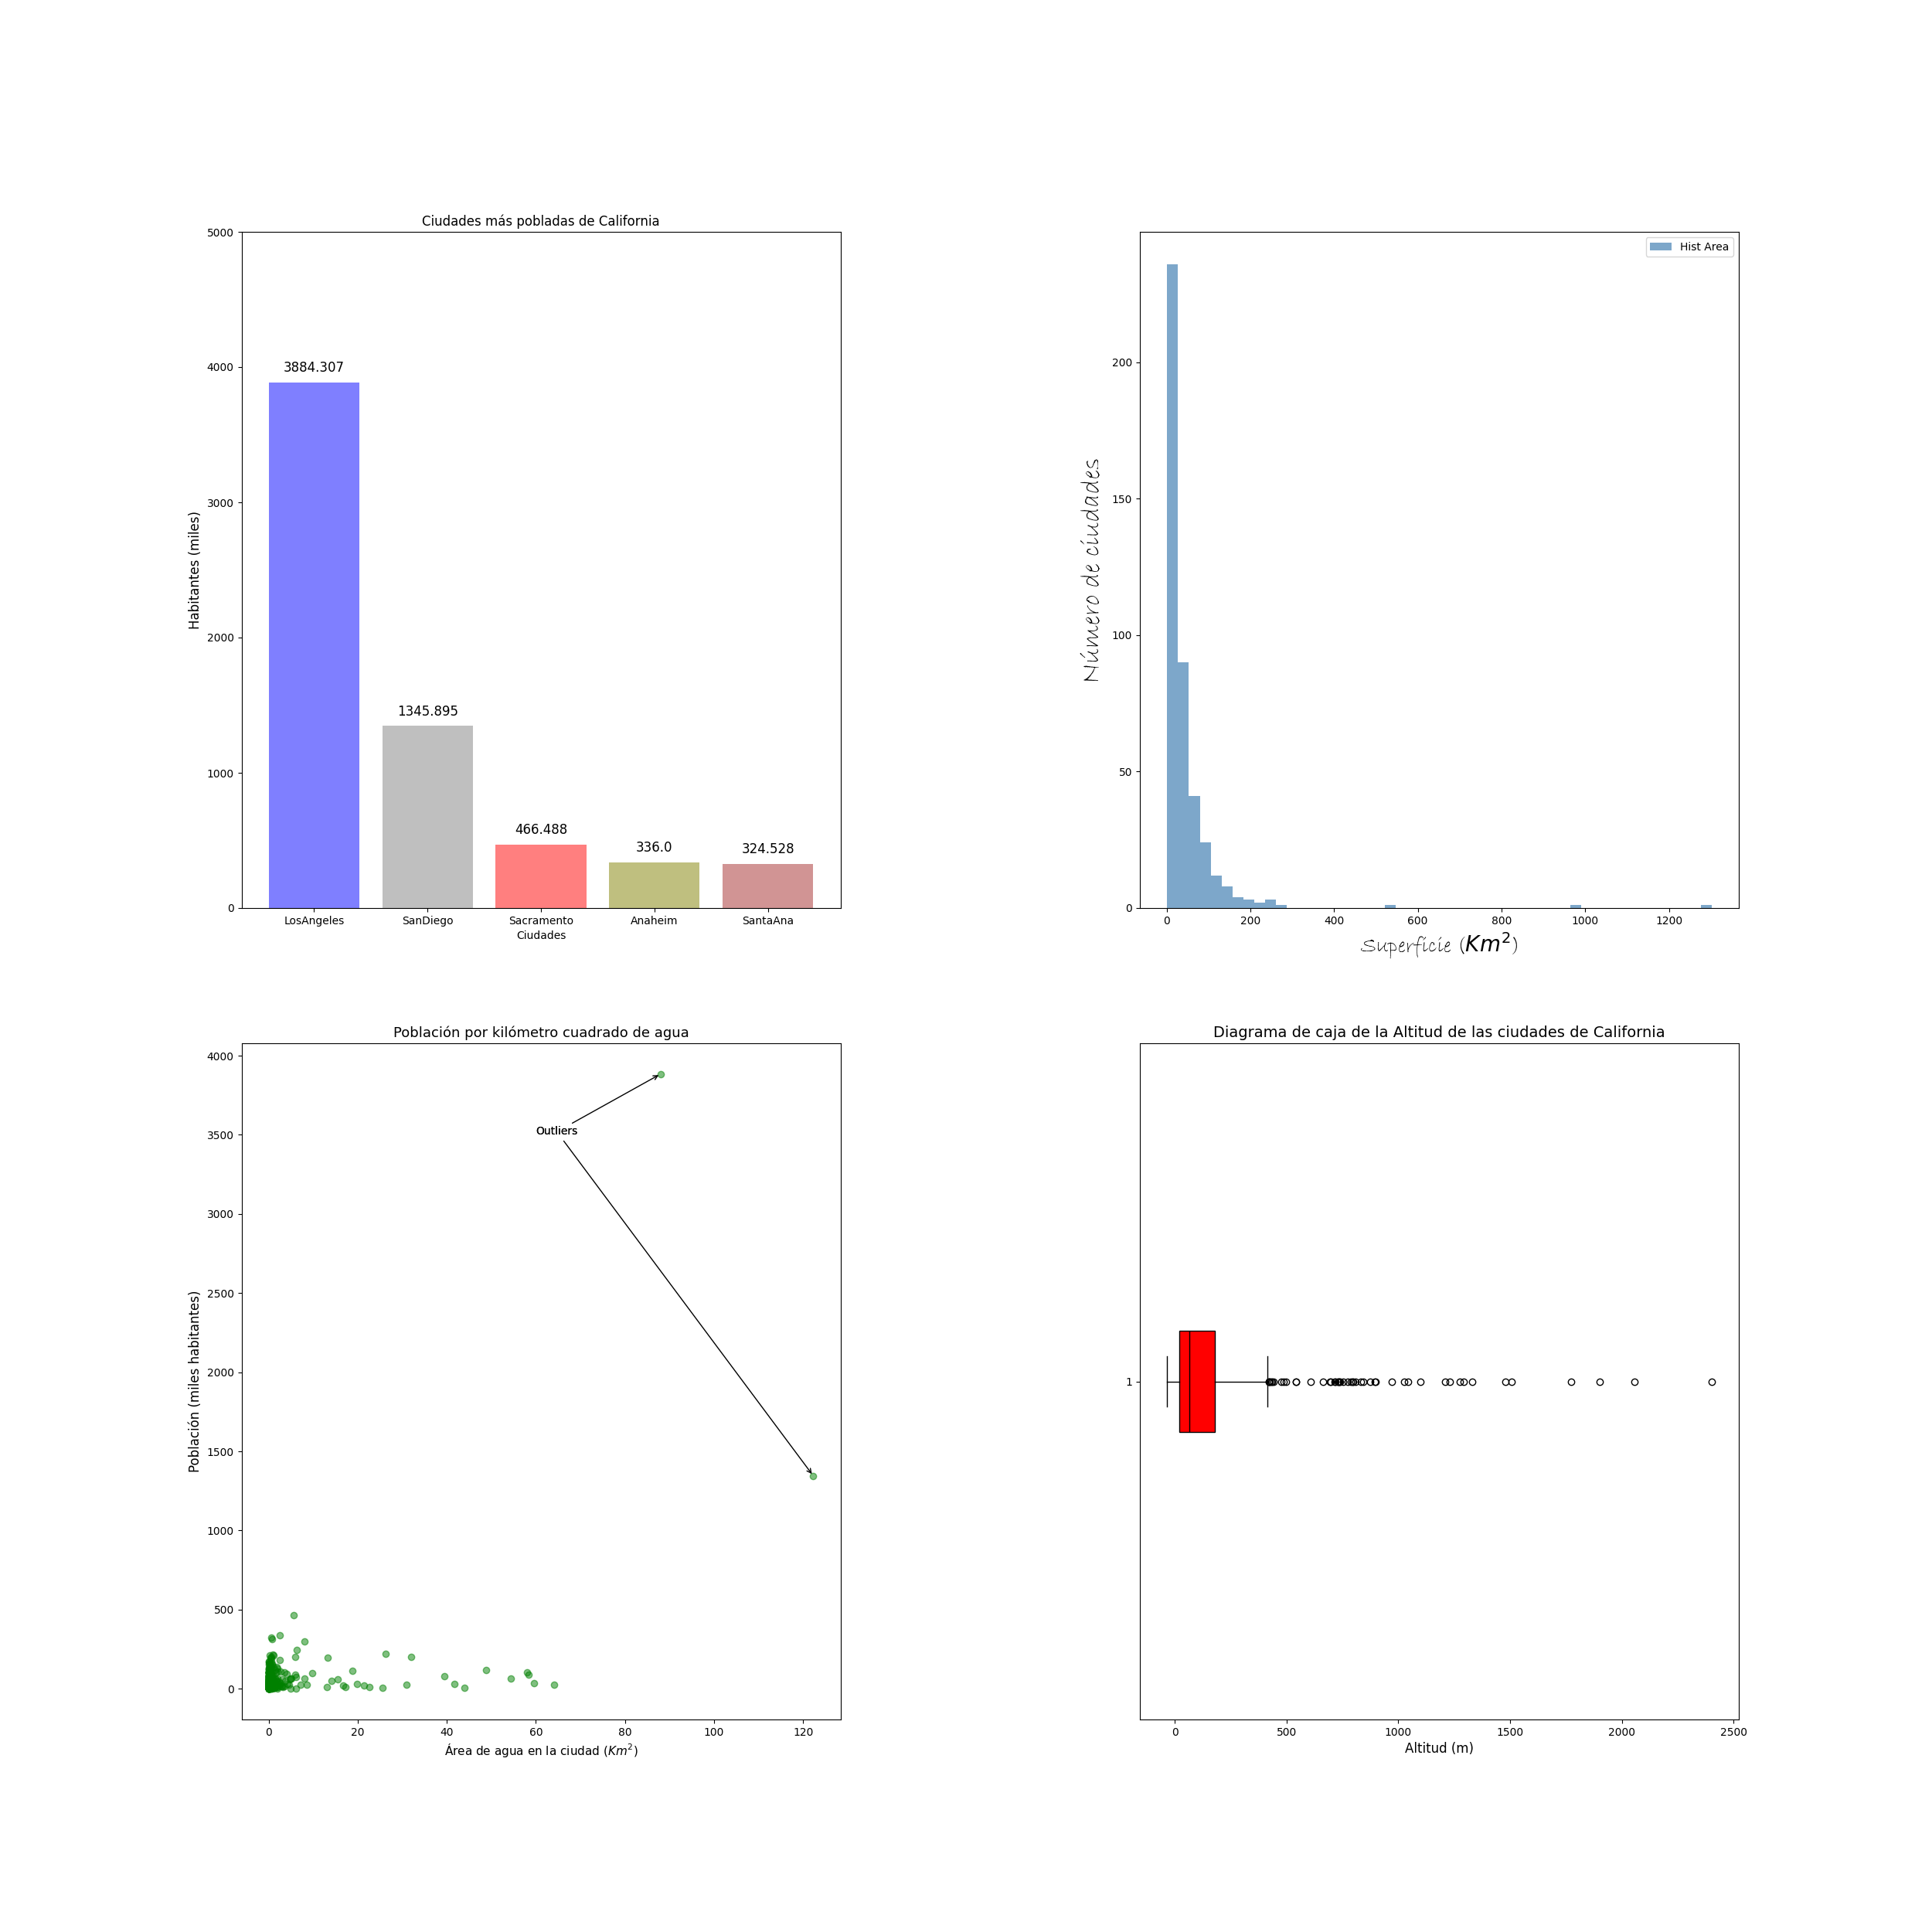 Ciudades más pobladas de California
5000
4000
3000
2000
1000
0
Habitantes (miles)
3884.307
1345.895
466.488
336.0
324.528
LosAngeles SanDiego Sacramento Anaheim SantaAna
Ciudades
Hist Area
200
150
100
50
0
Número de ciudades
0 200 400 600 800 1000 1200
Superficie (Km²)
Población por kilómetro cuadrado de agua
4000
3500
3000
2500
2000
1500
1000
500
0
Población (miles habitantes)
Outliers
0 20 40 60 80 100 120
Área de agua en la ciudad (Km²)
Diagrama de caja de la Altitud de las ciudades de California
1
0 500 1000 1500 2000 2500
Altitud (m)